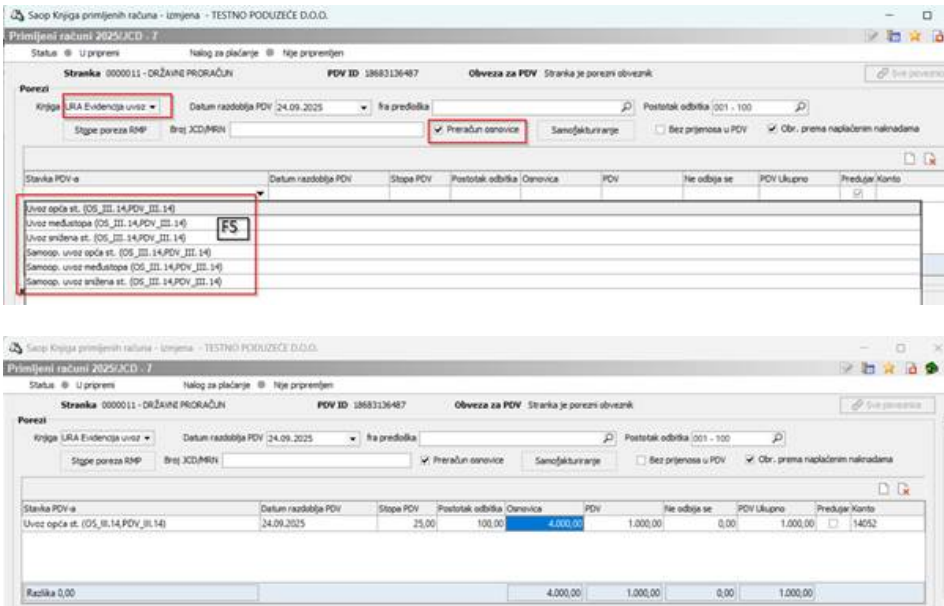 Saop Knjiga primljenih računa - izmjena - TESTNO PODUZEĆE D.O.O.
Primljeni računi 2025/JCD - 7
Status U pripremi Nalog za plaćanje Nije pripremljen
Stranka 0000011 - DRŽAVNI PRORAČUN PDV ID 18683136487 Obveza za PDV Stranka je porezni obveznik Sve poveznice
Porezi
Knjiga URA Evidencija uvoz Datum razdoblja PDV 24.09.2025 fra predloška Postotak odbitka 001 - 100
Stope poreza RMP Broj JCD/MRN Preračun osnovice Samofakturiranje Bez prijenosa u PDV Obr. prema naplaćenim naknadama
Stavka PDV-a Datum razdoblja PDV Stopa PDV Postotak odbitka Osnovica PDV Ne odbija se PDV Ukupno Predujam Konto
Uvoz opća st. (OS_III.14,PDV_III.14)
Uvoz međustopa (OS_III.14,PDV_III.14)
FS
Uvoz snižena st. (OS_III.14,PDV_III.14)
Samoop. uvoz opća st. (OS_III.14,PDV_III.14)
Samoop. uvoz međustopa (OS_III.14,PDV_III.14)
Samoop. uvoz snižena st. (OS_III.14,PDV_III.14)
Saop Knjiga primljenih računa - izmjena - TESTNO PODUZEĆE D.O.O.
Primljeni računi 2025/JCD - 7
Status U pripremi Nalog za plaćanje Nije pripremljen
Stranka 0000011 - DRŽAVNI PRORAČUN PDV ID 18683136487 Obveza za PDV Stranka je porezni obveznik Sve poveznice
Porezi
Knjiga URA Evidencija uvoz Datum razdoblja PDV 24.09.2025 fra predloška Postotak odbitka 001 - 100
Stope poreza RMP Broj JCD/MRN Preračun osnovice Samofakturiranje Bez prijenosa u PDV Obr. prema naplaćenim naknadama
Stavka PDV-a Datum razdoblja PDV Stopa PDV Postotak odbitka Osnovica PDV Ne odbija se PDV Ukupno Predujam Konto
Uvoz opća st. (OS_III.14,PDV_III.14) 24.09.2025 25,00 100,00 4.000,00 1.000,00 0,00 1.000,00 14052
Razlika 0,00 4.000,00 1.000,00 0,00 1.000,00